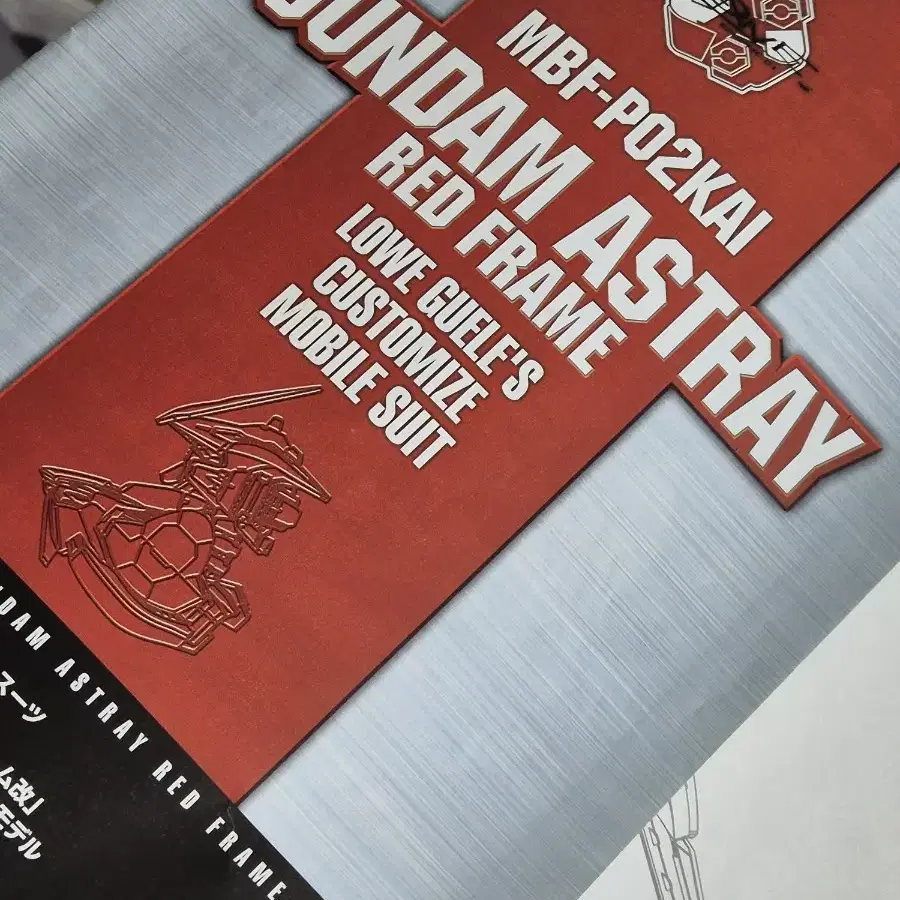 MBF-P02KAI
GUNDAM ASTRAY
RED FRAME
LOWE GUELE'S
CUSTOMIZE
MOBILE SUIT
NDAM ASTRAY RED FRAME
スーツ
ム改」
モデル